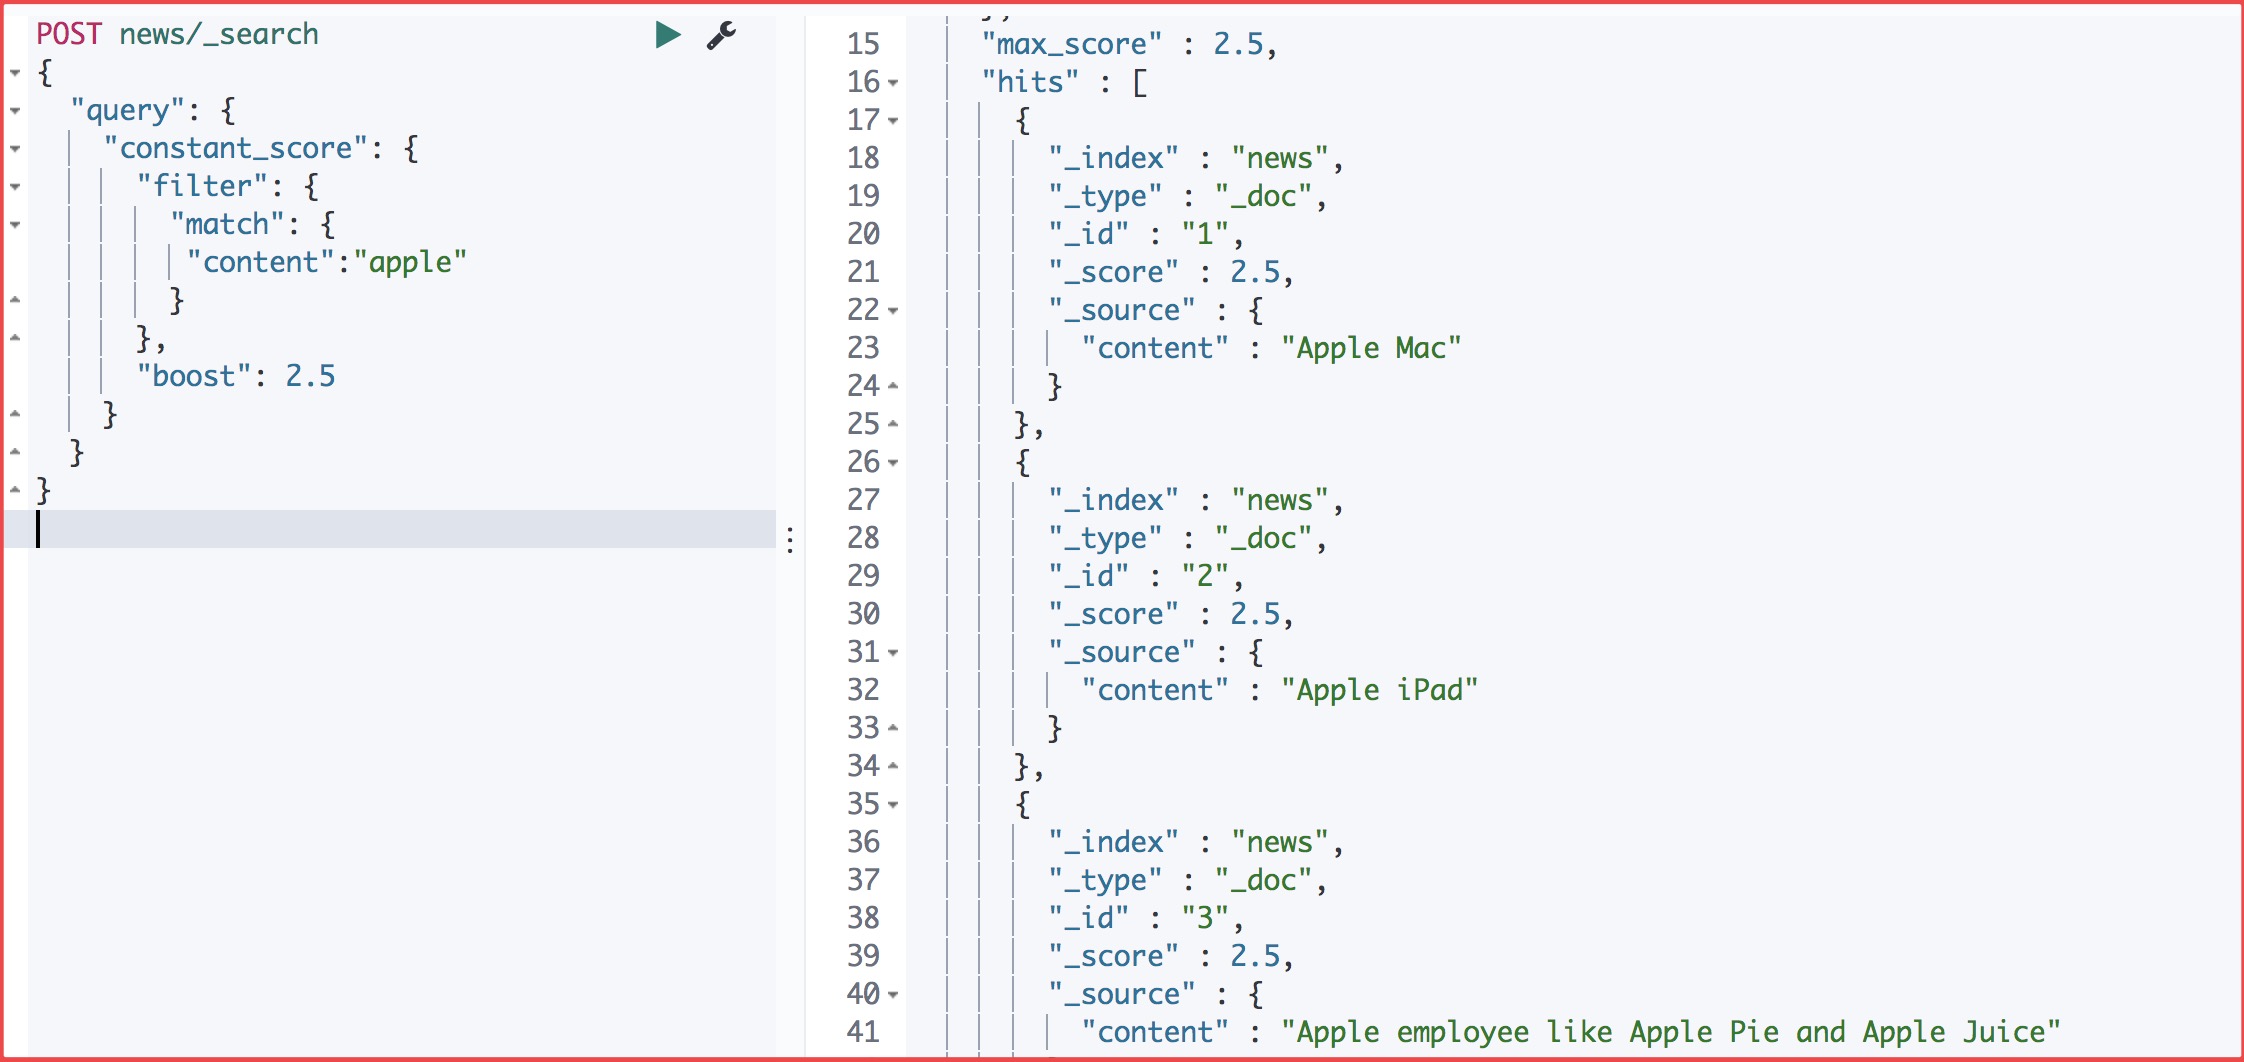 POST news/_search
{
  "query": {
    "constant_score": {
      "filter": {
        "match": {
         "content":"apple"
        }
      },
      "boost": 2.5
    }
  }
}
},
15 "max_score" : 2.5,
16 "hits" : [
17 {
18 "_index" : "news",
19 "_type" : "_doc",
20 "_id" : "1",
21 "_score" : 2.5,
22 "_source" : {
23 "content" : "Apple Mac"
24 }
25 },
26 {
27 "_index" : "news",
28 "_type" : "_doc",
29 "_id" : "2",
30 "_score" : 2.5,
31 "_source" : {
32 "content" : "Apple iPad"
33 }
34 },
35 {
36 "_index" : "news",
37 "_type" : "_doc",
38 "_id" : "3",
39 "_score" : 2.5,
40 "_source" : {
41 "content" : "Apple employee like Apple Pie and Apple Juice"